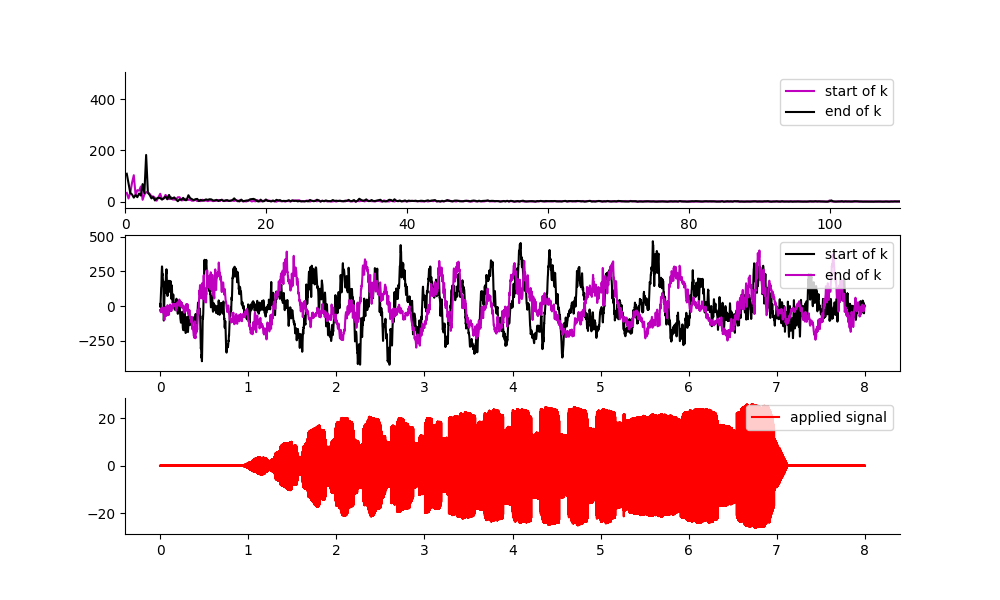 400
200
0
start of k
end of k
0 20 40 60 80 100
500
250
0
−250
start of k
end of k
0 1 2 3 4 5 6 7 8
20
0
−20
applied signal
0 1 2 3 4 5 6 7 8